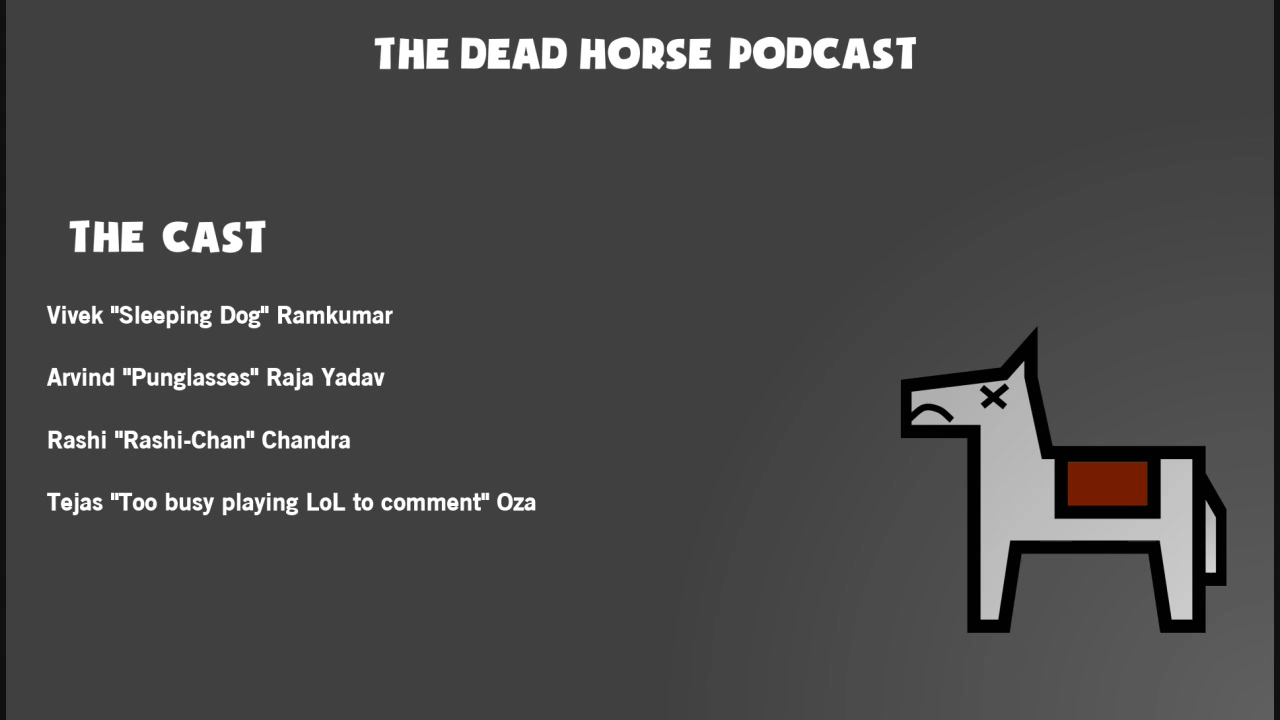 THE DEAD HORSE PODCAST
THE CAST
Vivek "Sleeping Dog" Ramkumar
Arvind "Punglasses" Raja Yadav
Rashi "Rashi-Chan" Chandra
Tejas "Too busy playing LoL to comment" Oza